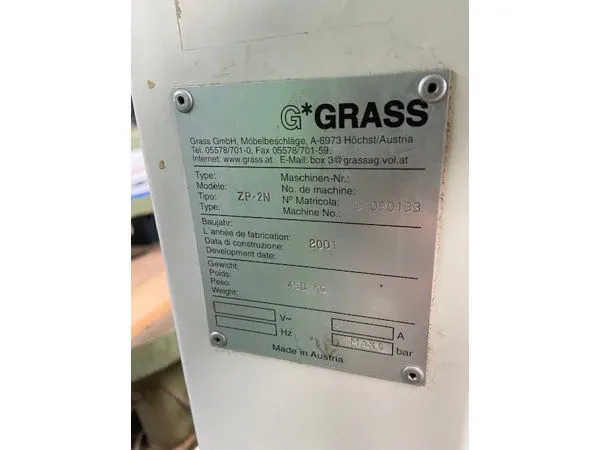 G*GRASS
Grass GmbH, Möbelbeschläge, A-6973 Höchst/Austria
Tel. 05578/701-0, Fax 05578/701-59.
Internet: www.grass.at E-Mail: box 3@grassag.vol.at
Type: Maschinen-Nr.:
Modéle: No. de machine:
Tipo: ZP-2N Nº Matricola:
Type: Machine No.:
Baujahr:
L'année de fabrication:
Data di construzione: 2001
Development date:
Gewicht:
Poids:
Peso: 450 KG
Weight:
V~ A
Hz MAX6 bar
Made in Austria